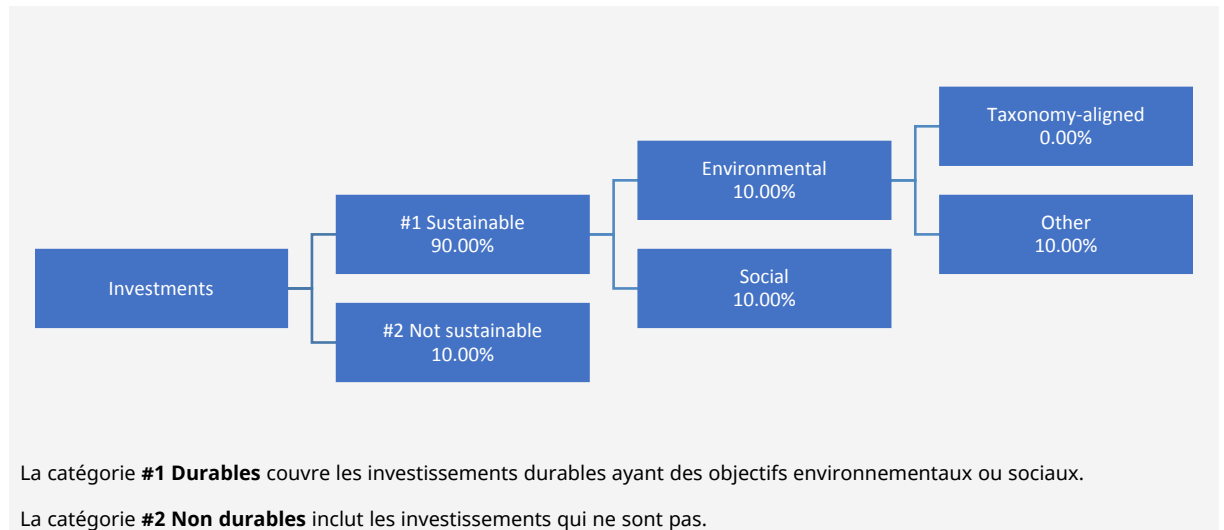 Taxonomy-aligned
0.00%
Environmental
10.00%
#1 Sustainable
90.00%
Other
10.00%
Investments
Social
10.00%
#2 Not sustainable
10.00%
La catégorie #1 Durables couvre les investissements durables ayant des objectifs environnementaux ou sociaux.
La catégorie #2 Non durables inclut les investissements qui ne sont pas.